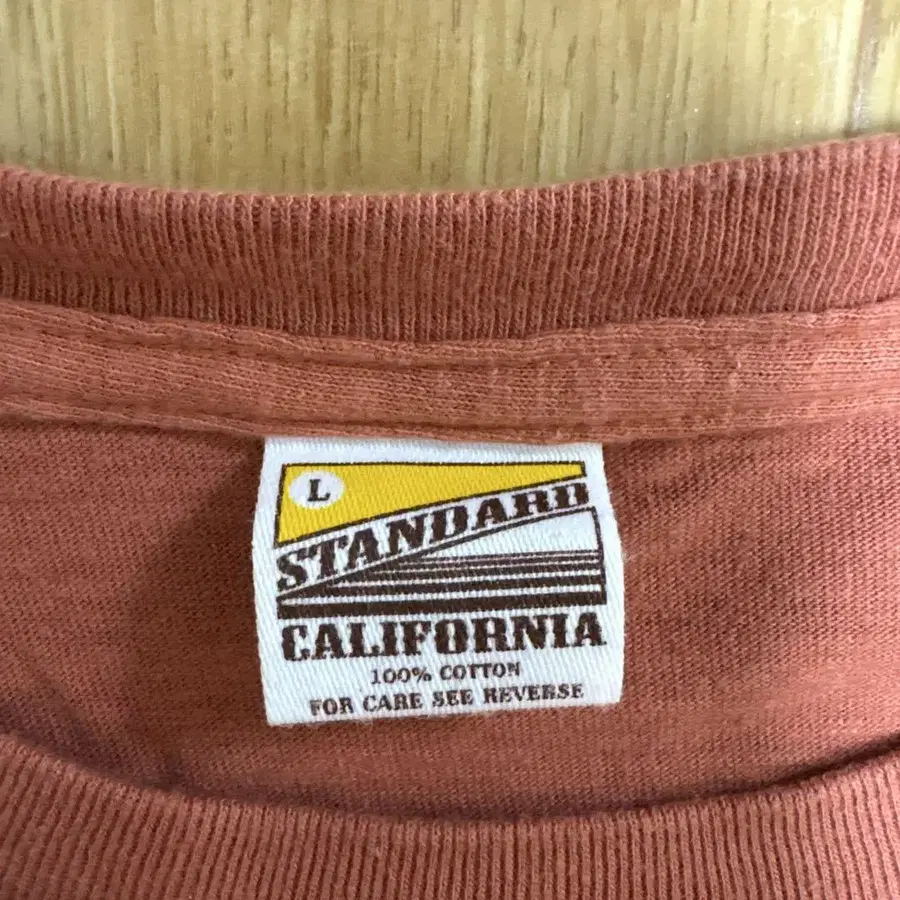 L
STANDARD
CALIFORNIA
100% COTTON
FOR CARE SEE REVERSE